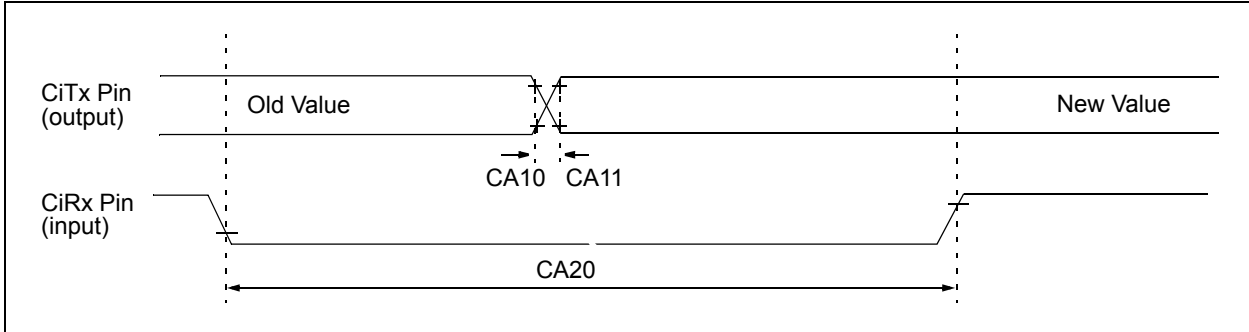 CiTx Pin
(output)
Old Value
New Value
CA10 CA11
CiRx Pin
(input)
CA20